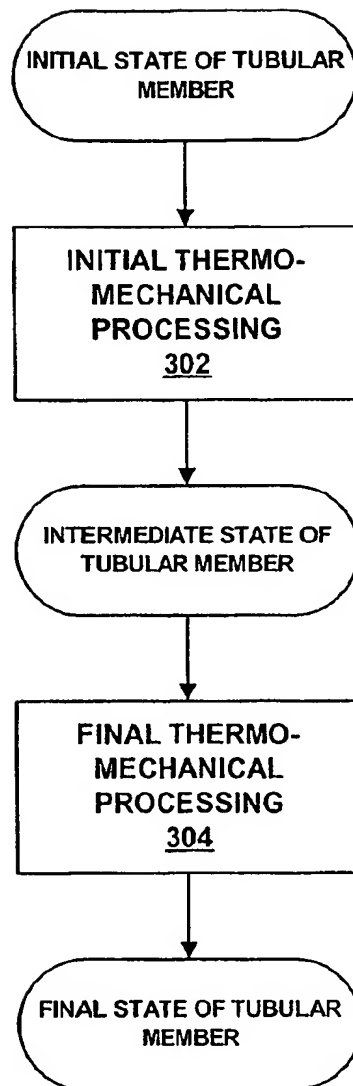 INITIAL STATE OF TUBULAR
MEMBER
INITIAL THERMO-
MECHANICAL
PROCESSING
302
INTERMEDIATE STATE OF
TUBULAR MEMBER
FINAL THERMO-
MECHANICAL
PROCESSING
304
FINAL STATE OF TUBULAR
MEMBER